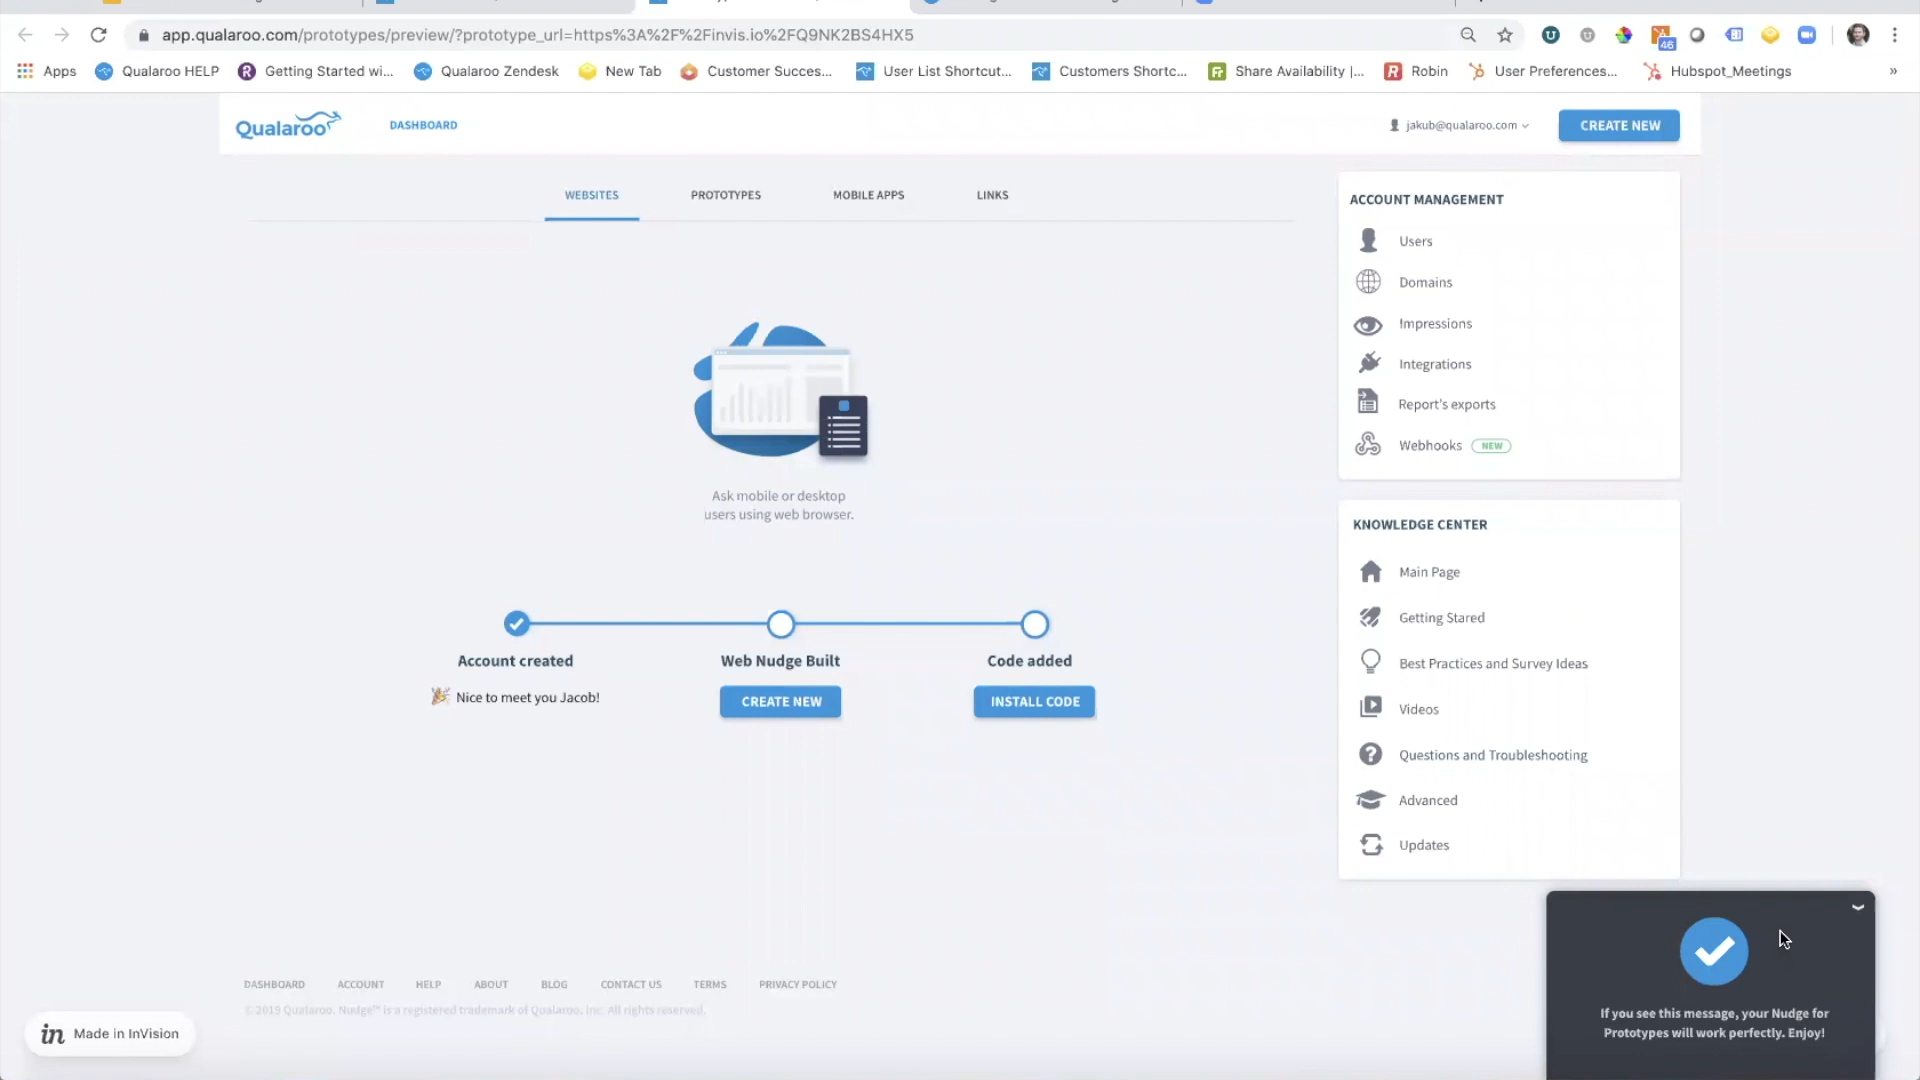 app.qualaroo.com/prototypes/preview/?prototype_url=https%3A%2F%2Finvis.io%2FQ9NK2BS4HX5
46
Apps
Qualaroo HELP
Getting Started wi...
Qualaroo Zendesk
New Tab
Customer Succes...
User List Shortcut...
Customers Shortc...
Share Availability |...
Robin
User Preferences...
Hubspot_Meetings
»
Qualaroo
DASHBOARD
jakub@qualaroo.com
CREATE NEW
WEBSITES
PROTOTYPES
MOBILE APPS
LINKS
Ask mobile or desktop
users using web browser.
Account created
Nice to meet you Jacob!
Web Nudge Built
CREATE NEW
Code added
INSTALL CODE
ACCOUNT MANAGEMENT
Users
Domains
Impressions
Integrations
Report's exports
Webhooks NEW
KNOWLEDGE CENTER
Main Page
Getting Stared
Best Practices and Survey Ideas
Videos
Questions and Troubleshooting
Advanced
Updates
DASHBOARD
ACCOUNT
HELP
ABOUT
BLOG
CONTACT US
TERMS
PRIVACY POLICY
©2019 Qualaroo. Nudge™ is a registered trademark of Qualaroo, Inc. All rights reserved.
in Made in InVision
If you see this message, your Nudge for
Prototypes will work perfectly. Enjoy!